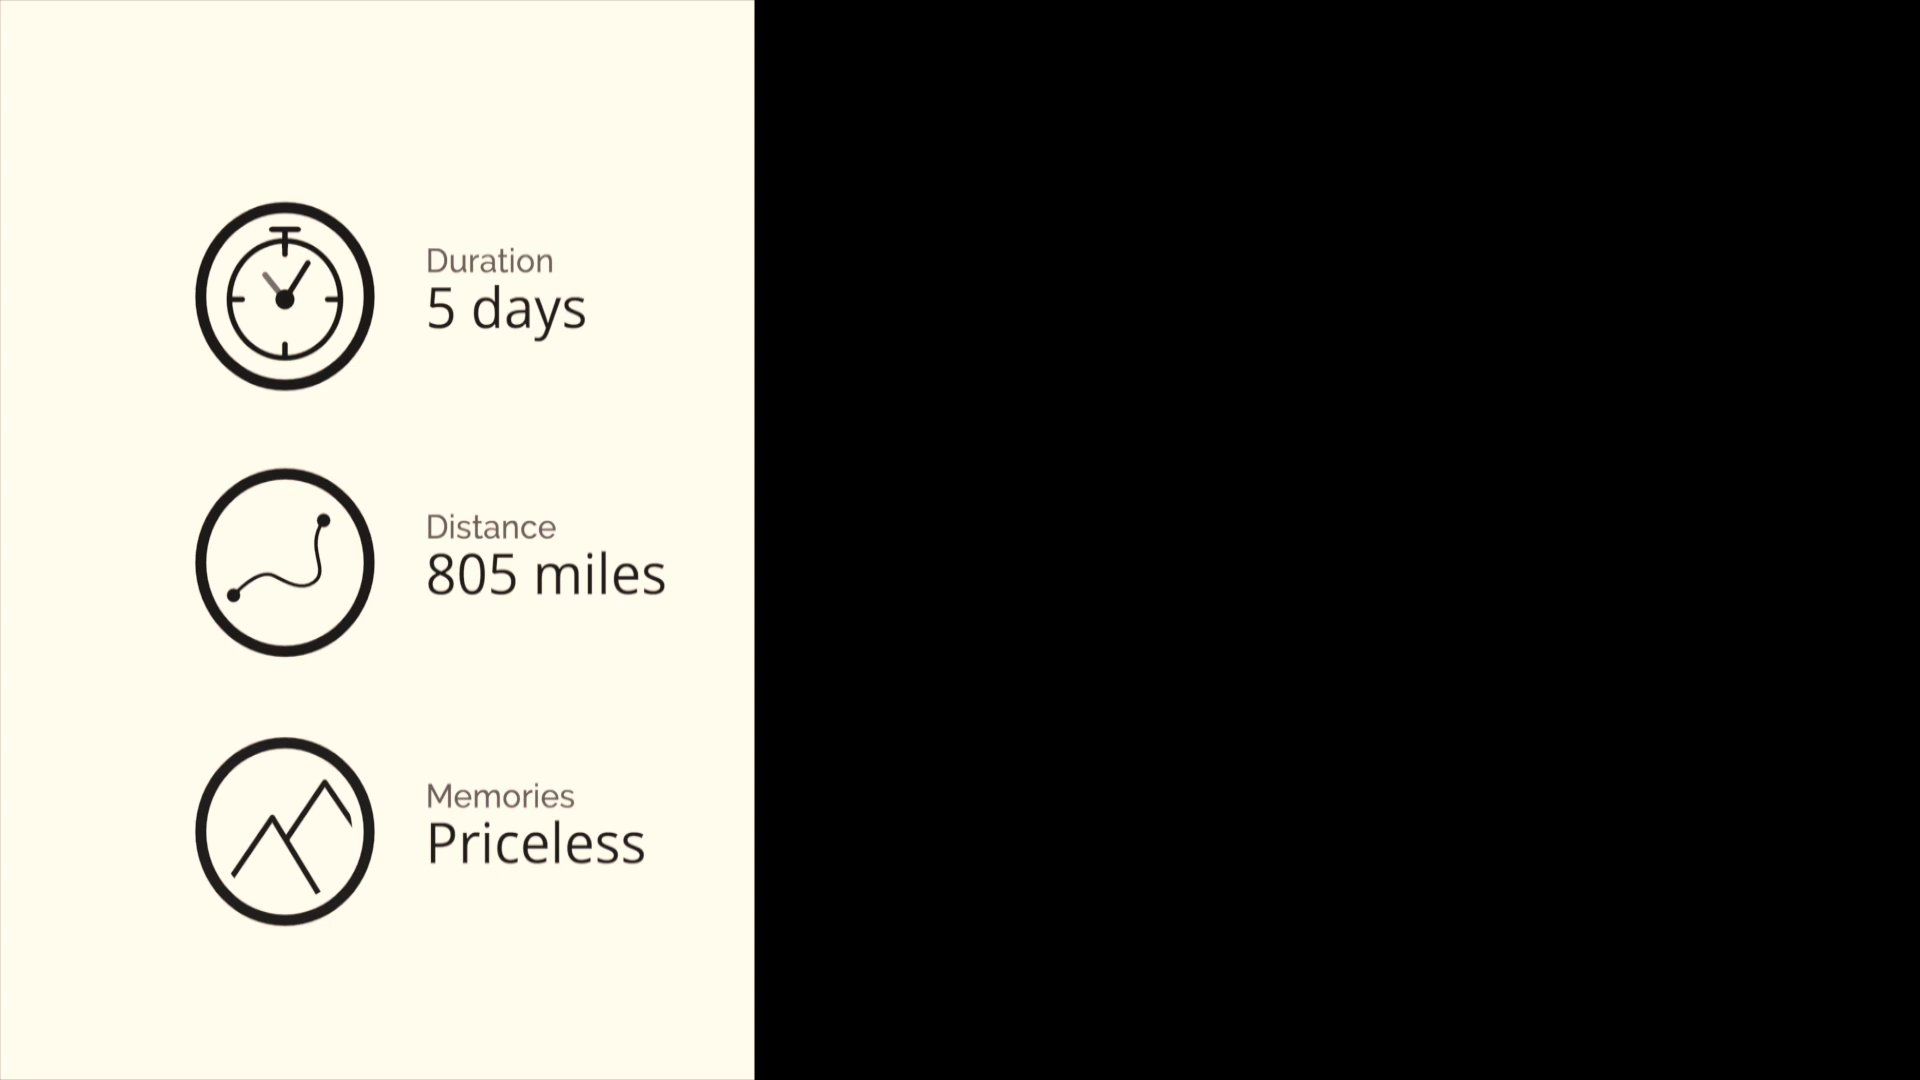 Duration
5 days
Distance
805 miles
Memories
Priceless